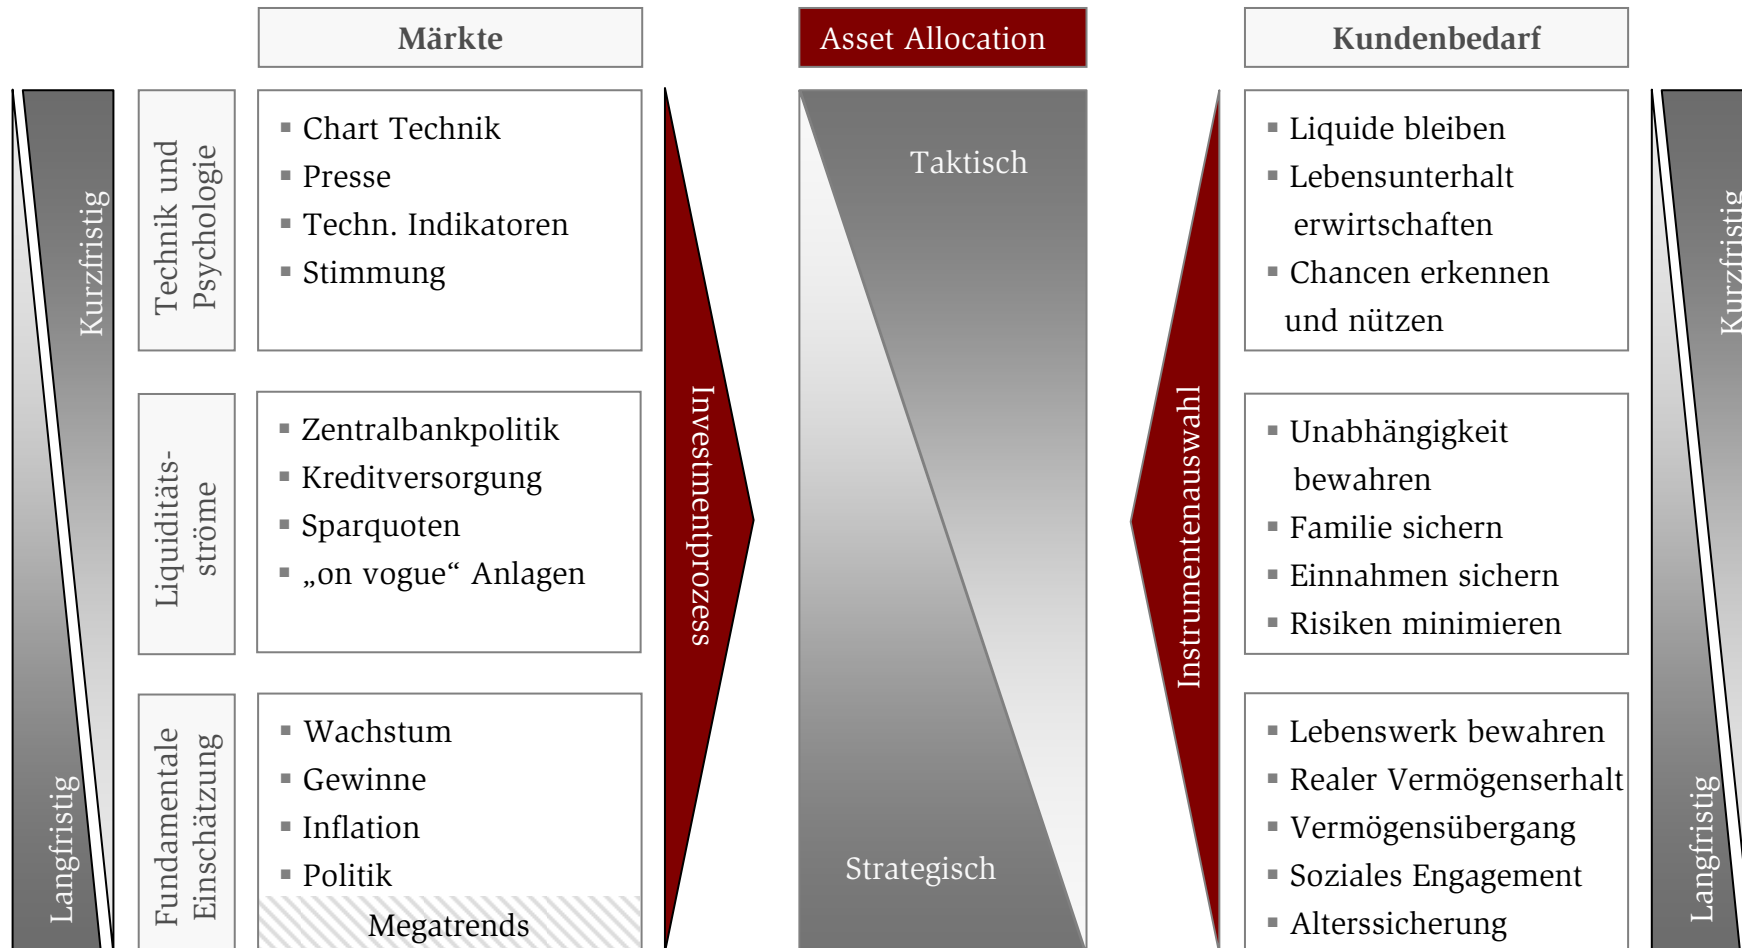 Märkte
Asset Allocation
Kundenbedarf
Kurzfristig
Langfristig
Technik und
Psychologie
▪ Chart Technik
▪ Presse
▪ Techn. Indikatoren
▪ Stimmung
Liquiditäts-
ströme
▪ Zentralbankpolitik
▪ Kreditversorgung
▪ Sparquoten
▪ „on vogue“ Anlagen
Fundamentale
Einschätzung
▪ Wachstum
▪ Gewinne
▪ Inflation
▪ Politik
Megatrends
Investmentprozess
Taktisch
Strategisch
Instrumentenauswahl
▪ Liquide bleiben
▪ Lebensunterhalt
erwirtschaften
▪ Chancen erkennen
und nützen
▪ Unabhängigkeit
bewahren
▪ Familie sichern
▪ Einnahmen sichern
▪ Risiken minimieren
▪ Lebenswerk bewahren
▪ Realer Vermögenserhalt
▪ Vermögensübergang
▪ Soziales Engagement
▪ Alterssicherung
Kurzfristig
Langfristig